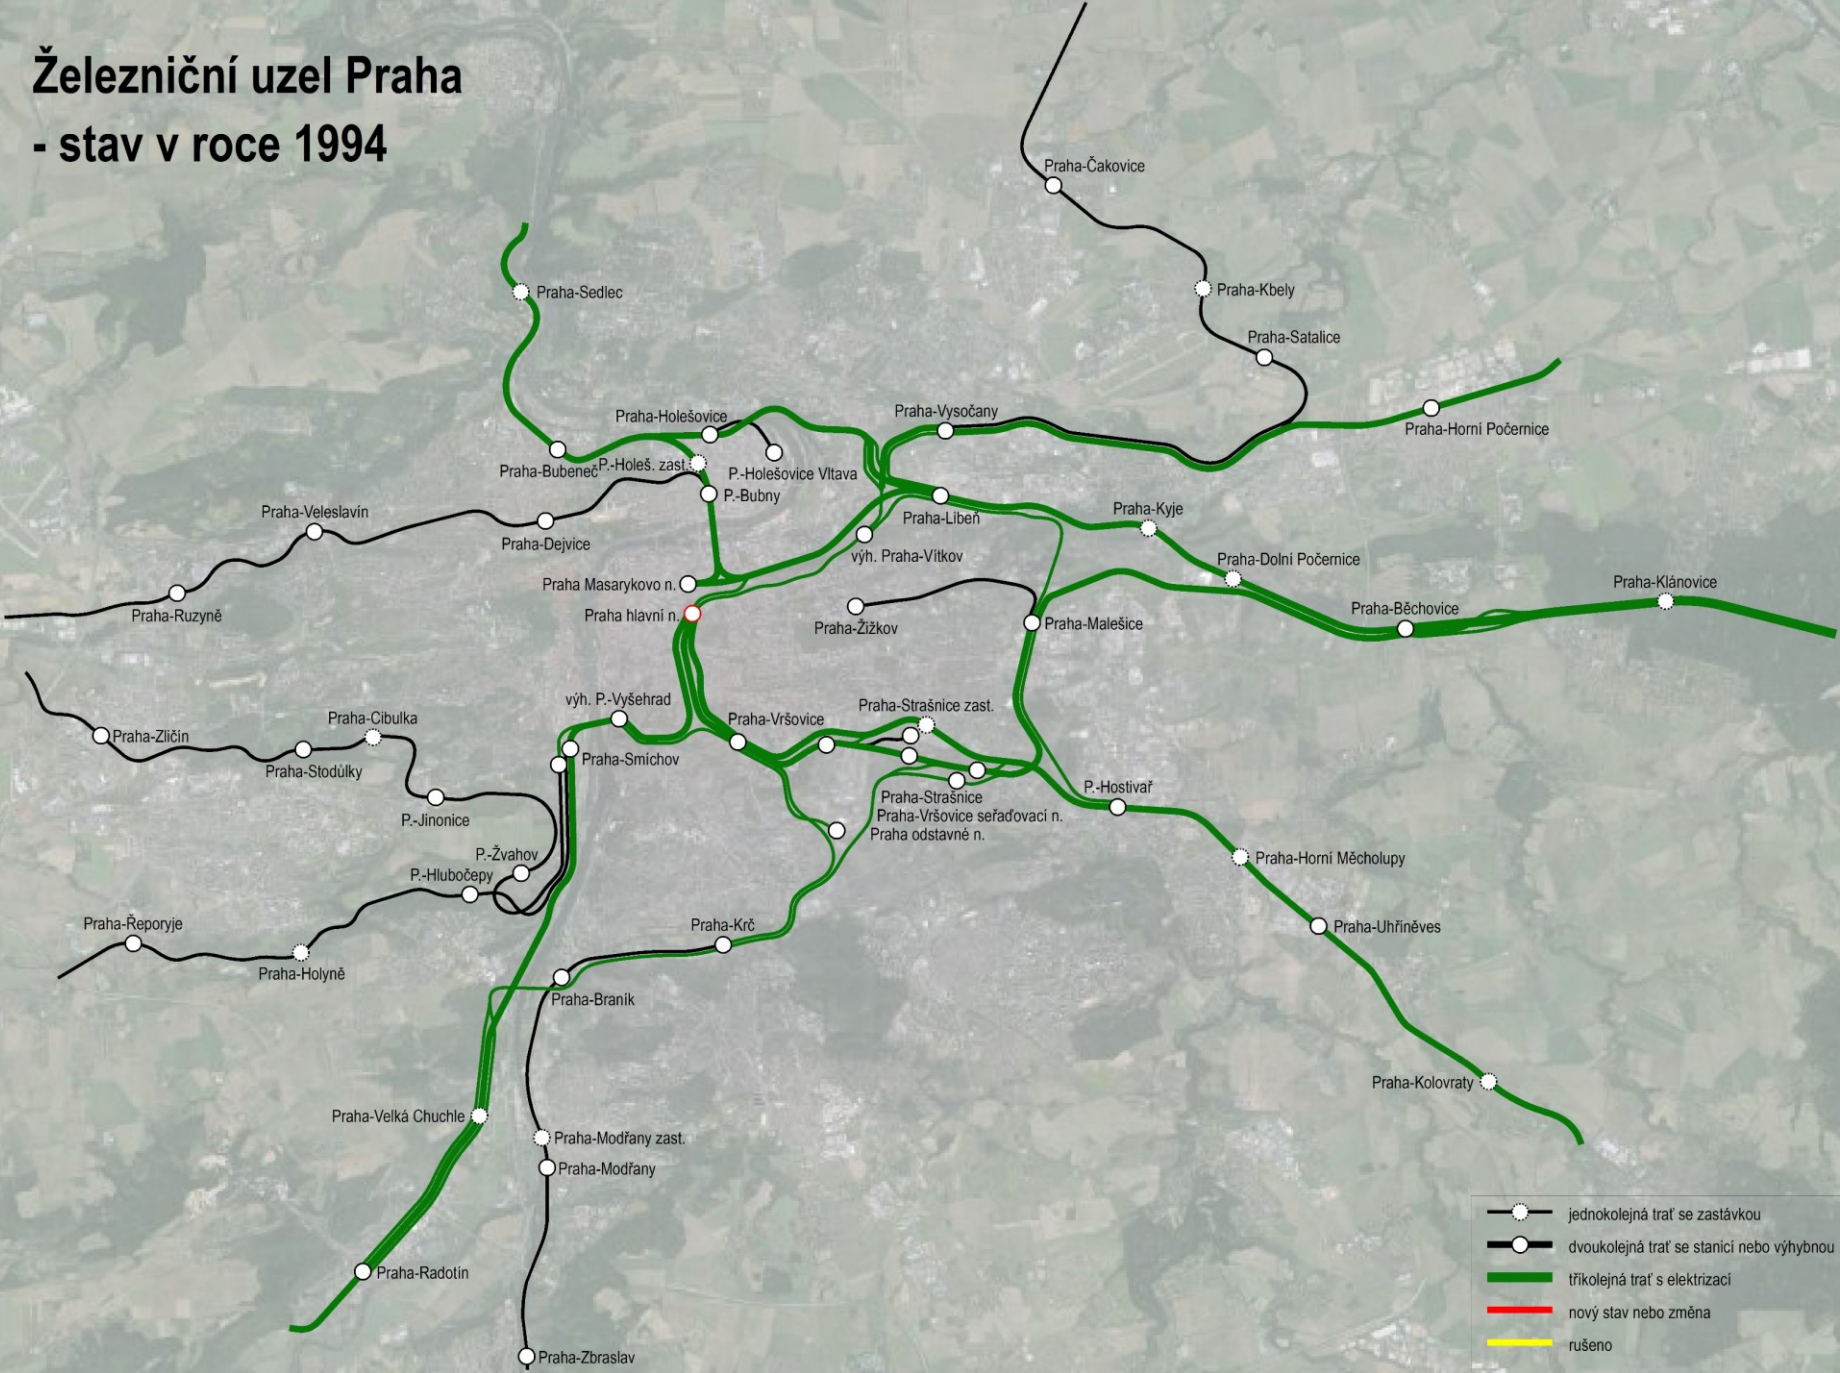 Železniční uzel Praha
- stav v roce 1994
Praha-Čakovice
Praha-Sedlec
Praha-Kbely
Praha-Satalice
Praha-Holešovice
Praha-Vysočany
Praha-Horní Počernice
Praha-Bubeneč
P.-Holeš. zast.
P.-Holešovice Vltava
P.-Bubny
Praha-Veleslavín
Praha-Dejvice
Praha-Libeň
Praha-Kyje
výh. Praha-Vítkov
Praha-Dolní Počernice
Praha Masarykovo n.
Praha-Klánovice
Praha-Ruzyně
Praha hlavní n.
Praha-Žižkov
Praha-Malešice
Praha-Běchovice
výh. P.-Vyšehrad
Praha-Strašnice zast.
Praha-Cibulka
Praha-Vršovice
Praha-Zličín
Praha-Stodůlky
Praha-Smíchov
P.-Hostivař
Praha-Strašnice
Praha-Vršovice seřaďovací n.
Praha odstavné n.
P.-Jinonice
P.-Žvahov
P.-Hlubočepy
Praha-Horní Měcholupy
Praha-Řeporyje
Praha-Krč
Praha-Uhříněves
Praha-Holyně
Praha-Braník
Praha-Kolovraty
Praha-Velká Chuchle
Praha-Modřany zast.
Praha-Modřany
Praha-Radotín
Praha-Zbraslav
jednokolejná trať se zastávkou
dvoukolejná trať se stanicí nebo výhybnou
tříkolejná trať s elektrizací
nový stav nebo změna
rušeno